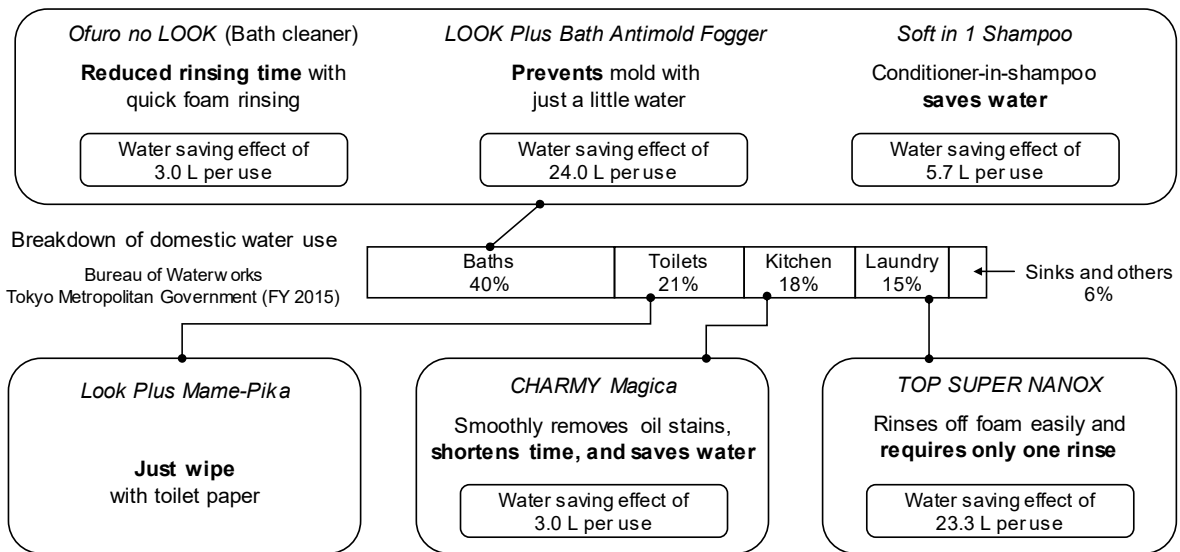 Ofuro no LOOK (Bath cleaner)
Reduced rinsing time with
quick foam rinsing
Water saving effect of
3.0 L per use
LOOK Plus Bath Antimold Fogger
Prevents mold with
just a little water
Water saving effect of
24.0 L per use
Soft in 1 Shampoo
Conditioner-in-shampoo
saves water
Water saving effect of
5.7 L per use
Breakdown of domestic water use
Bureau of Waterworks
Tokyo Metropolitan Government (FY 2015)
Baths
40%
Toilets
21%
Kitchen
18%
Laundry
15%
Sinks and others
6%
Look Plus Mame-Pika
Just wipe
with toilet paper
CHARMY Magica
Smoothly removes oil stains,
shortens time, and saves water
Water saving effect of
3.0 L per use
TOP SUPER NANOX
Rinses off foam easily and
requires only one rinse
Water saving effect of
23.3 L per use